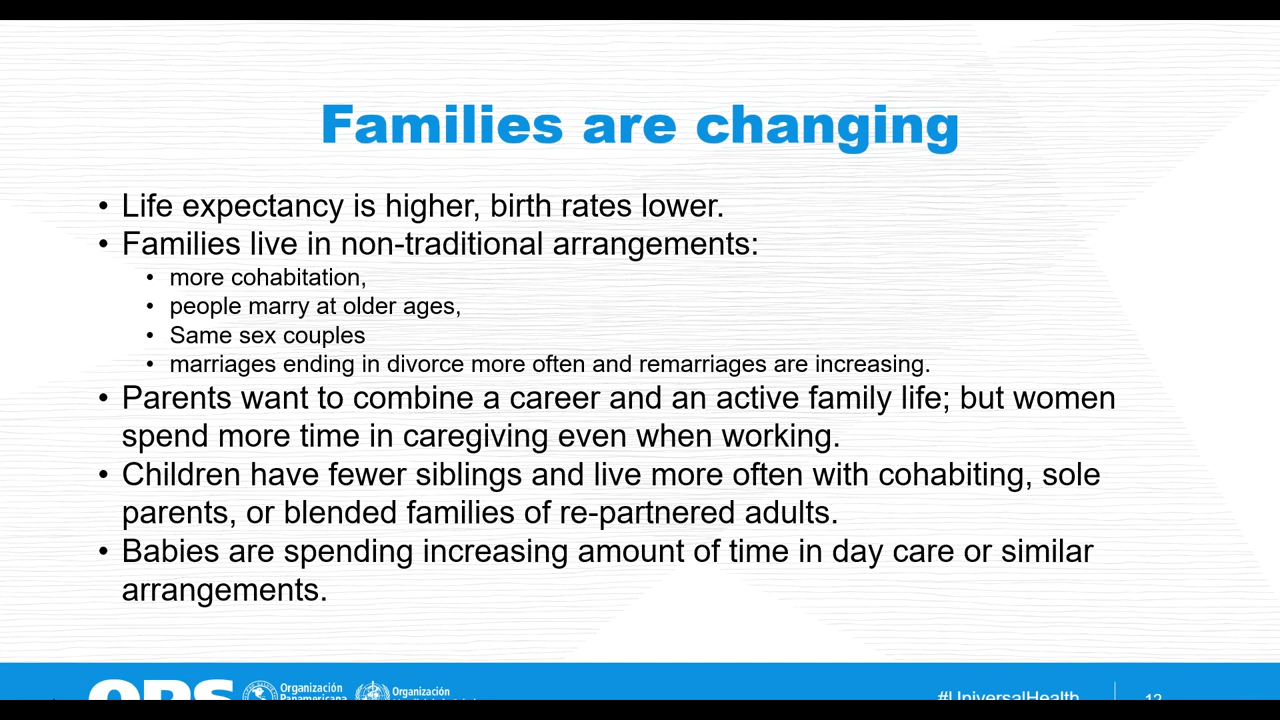 Families are changing
• Life expectancy is higher, birth rates lower.
• Families live in non-traditional arrangements:
• more cohabitation,
• people marry at older ages,
• Same sex couples
• marriages ending in divorce more often and remarriages are increasing.
• Parents want to combine a career and an active family life; but women
spend more time in caregiving even when working.
• Children have fewer siblings and live more often with cohabiting, sole
parents, or blended families of re-partnered adults.
• Babies are spending increasing amount of time in day care or similar
arrangements.
OPS
Organización
Panamericana
Organización
#UniversalHealth
12